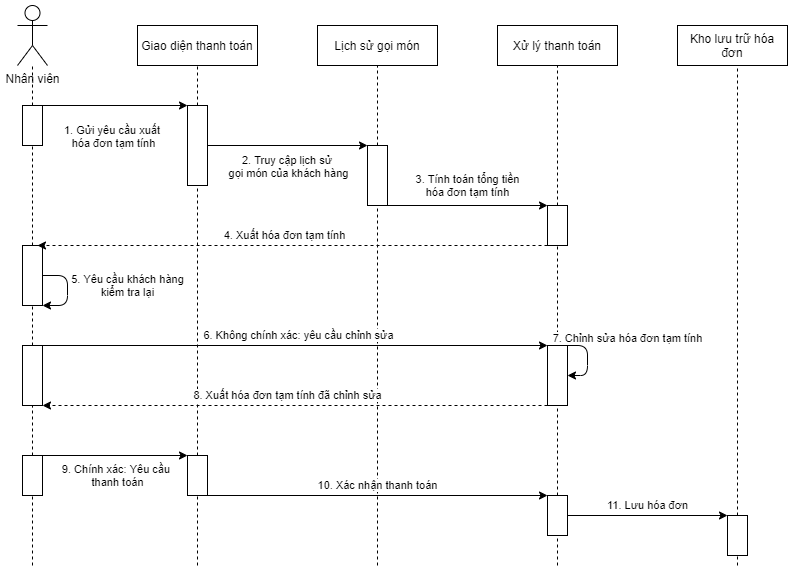 Nhân viên
Giao diện thanh toán
Lịch sử gọi món
Xử lý thanh toán
Kho lưu trữ hóa
đơn
1. Gửi yêu cầu xuất
hóa đơn tạm tính
2. Truy cập lịch sử
gọi món của khách hàng
3. Tính toán tổng tiền
hóa đơn tạm tính
4. Xuất hóa đơn tạm tính
5. Yêu cầu khách hàng
kiểm tra lại
6. Không chính xác: yêu cầu chỉnh sửa
7. Chỉnh sửa hóa đơn tạm tính
8. Xuất hóa đơn tạm tính đã chỉnh sửa
9. Chính xác: Yêu cầu
thanh toán
10. Xác nhận thanh toán
11. Lưu hóa đơn